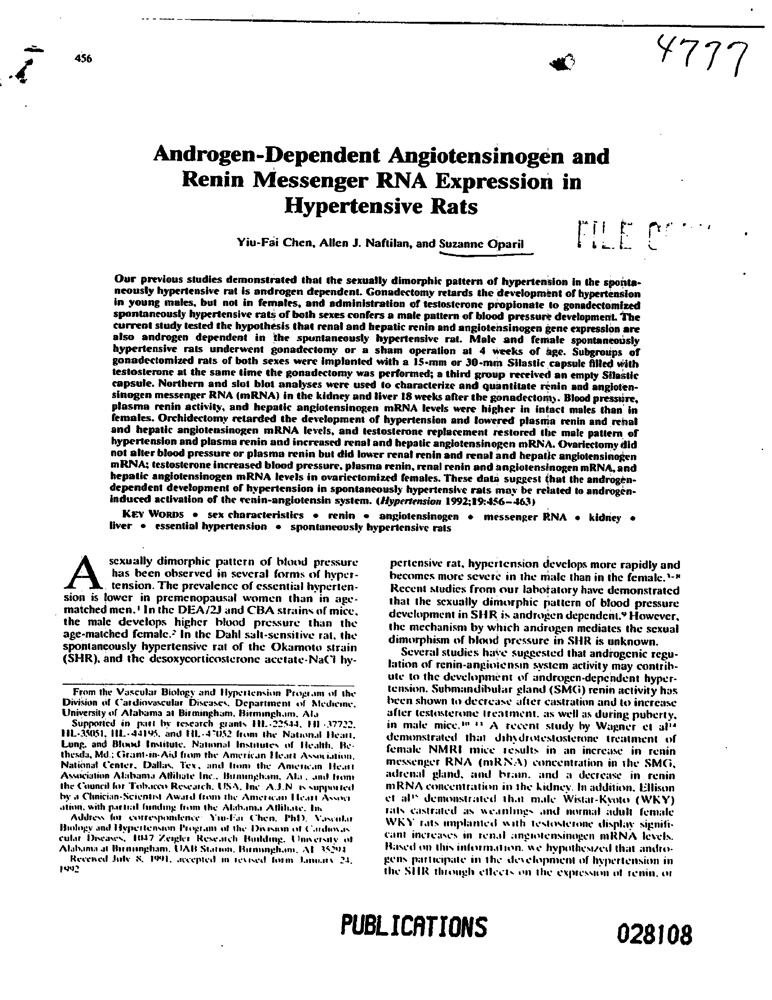 456
4777
Androgen-Dependent Angiotensinogen and
Renin Messenger RNA Expression in
Hypertensive Rats
FILE
Yiu-Fai Chen, Allen J. Naftilan, and Suzanne Oparil
Our previous studies demonstrated that the sexually dimorphic pattern of hypertension in the sponta-
neously hypertensive rat is androgen dependent. Gonadectomy retards the development of hypertension
in young males, but not in females, and administration of testosterone propionate to gonadectomized
spontaneously hypertensive rats of both sexes confers a male pattern of blood pressure development. The
current study tested the hypothesis that renal and hepatic renin and angiotensinogen gene expression are
also androgen dependent in the spontaneously hypertensive rat. Male and female spontaneously
hypertensive rats underwent gonadectomy or a sham operation at 4 weeks of age. Subgroups of
gonadectomized rats of both sexes were implanted with a 15-mm or 30-mm Silastic capsule filled with
testosterone at the same time the gonadectomy was performed; a third group received an empty Silastic
capsule. Northern and slot blot analyses were used to characterize and quantitate renin and angioten-
sinogen messenger RNA (mRNA) in the kidney and liver 18 weeks after the gonadectomy. Blood pressure,
plasma renin activity, and hepatic angiotensinogen mRNA levels were higher in intact males than in
females. Orchidectomy retarded the development of hypertension and lowered plasma renin and renal
and hepatic angiotensinogen mRNA levels, and testosterone replacement restored the male pattern of
hypertension and plasma renin and increased renal and hepatic angiotensinogen mRNA. Ovariectomy did
not alter blood pressure or plasma renin but did lower renal renin and renal and hepatic angiotensinogen
mRNA; testosterone increased blood pressure, plasma renin, renal renin and angiotensinogen mRNA, and
hepatic angiotensinogen mRNA levels in ovariectomized females. These data suggest that the androgen-
dependent development of hypertension in spontaneously hypertensive rats may be related to androgen-
induced activation of the renin-angiotensin system. (Hypertension 1992;19:456–463)
KEY WORDS • sex characteristics • renin • angiotensinogen • messenger RNA • kidney •
liver • essential hypertension • spontaneously hypertensive rats
A sexually dimorphic pattern of blood pressure
has been observed in several forms of hyper-
tension. The prevalence of essential hyperten-
sion is lower in premenopausal women than in age-
matched men.¹ In the DEA/2J and CBA strains of mice,
the male develops higher blood pressure than the
age-matched female.² In the Dahl salt-sensitive rat, the
spontaneously hypertensive rat of the Okamoto strain
(SHR), and the desoxycorticosterone acetate-NaCl hy-
From the Vascular Biology and Hypertension Program of the
Division of Cardiovascular Diseases, Department of Medicine,
University of Alabama at Birmingham, Birmingham, Ala
Supported in part by research grants HL-22544, HL-37722,
HL-35051, HL-44195, and HL-47052 from the National Heart,
Lung, and Blood Institute, National Institutes of Health, Be-
thesda, Md.; Grant-in-Aid from the American Heart Association,
National Center, Dallas, Tex., and from the American Heart
Association Alabama Affiliate Inc., Birmingham, Ala., and from
the Council for Tobacco Research, USA, Inc A.J.N is supported
by a Clinician-Scientist Award from the American Heart Associ-
ation, with partial funding from the Alabama Affiliate, Inc
Address for correspondence Yiu-Fai Chen, PhD, Vascular
Biology and Hypertension Program of the Division of Cardiovas-
cular Diseases, 1047 Zeigler Research Building, University of
Alabama at Birmingham, UAB Station, Birmingham, AL 35294
Received July 8, 1991, accepted in revised form January 24,
1992
pertensive rat, hypertension develops more rapidly and
becomes more severe in the male than in the female.³⁻⁸
Recent studies from our laboratory have demonstrated
that the sexually dimorphic pattern of blood pressure
development in SHR is androgen dependent.⁹ However,
the mechanism by which androgen mediates the sexual
dimorphism of blood pressure in SHR is unknown.
Several studies have suggested that androgenic regu-
lation of renin-angiotensin system activity may contrib-
ute to the development of androgen-dependent hyper-
tension. Submandibular gland (SMG) renin activity has
been shown to decrease after castration and to increase
after testosterone treatment, as well as during puberty,
in male mice.¹⁰⁻¹³ A recent study by Wagner et al¹⁴
demonstrated that dihydrotestosterone treatment of
female NMRI mice results in an increase in renin
messenger RNA (mRNA) concentration in the SMG,
adrenal gland, and brain, and a decrease in renin
mRNA concentration in the kidney. In addition, Ellison
et al¹⁵ demonstrated that male Wistar-Kyoto (WKY)
rats castrated as weanlings and normal adult female
WKY rats implanted with testosterone display signifi-
cant increases in renal angiotensinogen mRNA levels.
Based on this information, we hypothesized that andro-
gens participate in the development of hypertension in
the SHR through effects on the expression of renin, or
PUBLICATIONS
028108